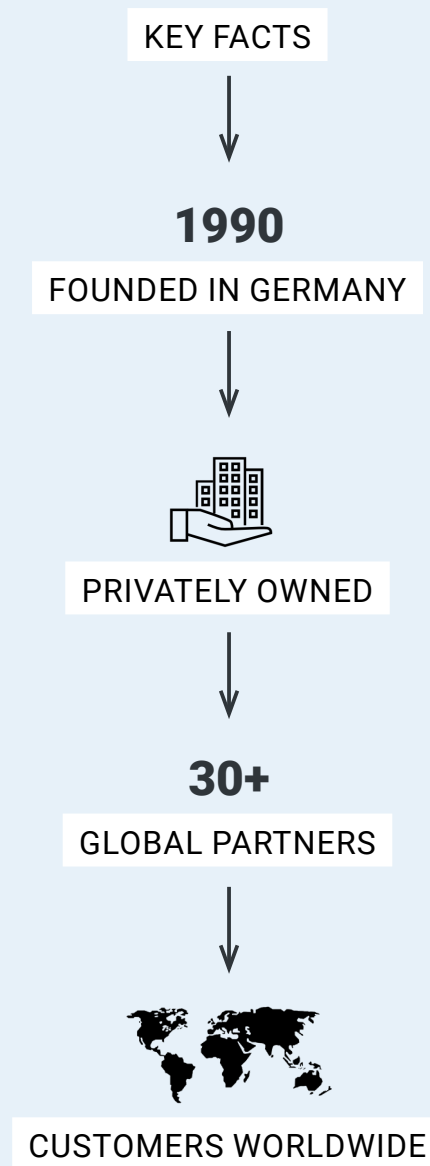 KEY FACTS
1990
FOUNDED IN GERMANY
PRIVATELY OWNED
30+
GLOBAL PARTNERS
CUSTOMERS WORLDWIDE